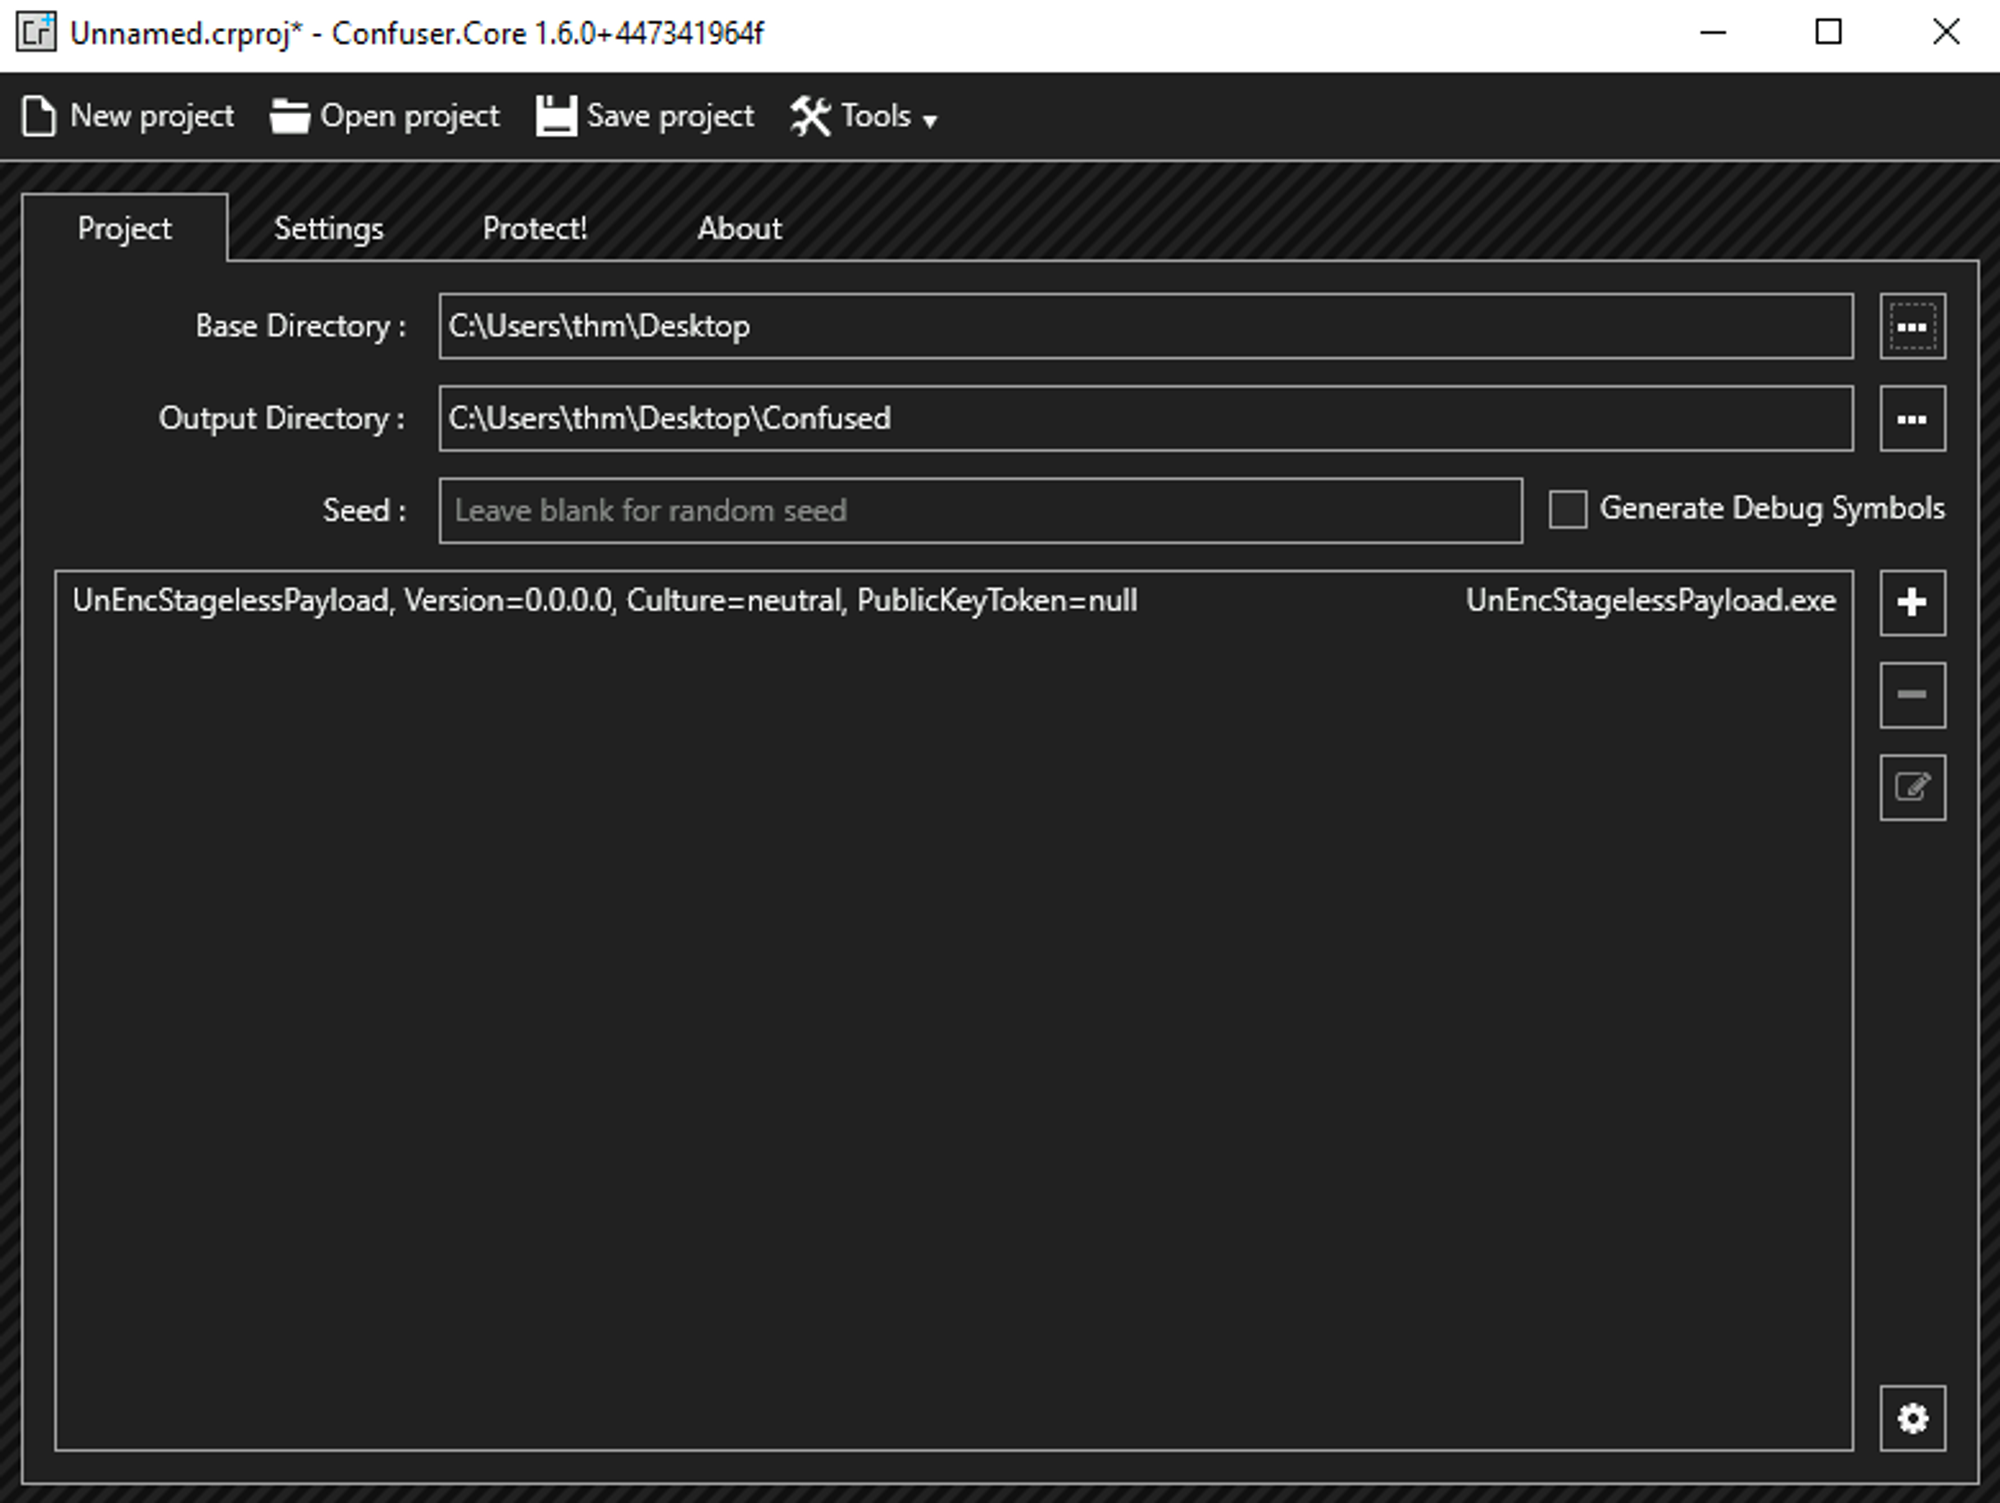 Unnamed.crproj* - Confuser.Core 1.6.0+447341964f
New project Open project Save project Tools
Project Settings Protect! About
Base Directory : C:\Users\thm\Desktop
Output Directory : C:\Users\thm\Desktop\Confused
Seed : Leave blank for random seed Generate Debug Symbols
UnEncStagelessPayload, Version=0.0.0.0, Culture=neutral, PublicKeyToken=null UnEncStagelessPayload.exe